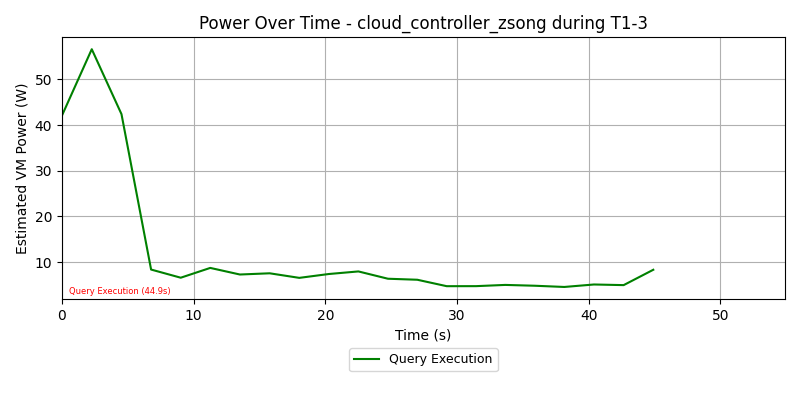 Power Over Time - cloud_controller_zsong during T1-3
Estimated VM Power (W)
50
40
30
20
10
Query Execution (44.9s)
0 10 20 30 40 50
Time (s)
Query Execution